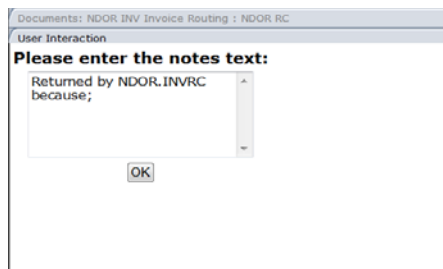 Documents: NDOR INV Invoice Routing : NDOR RC
User Interaction
Please enter the notes text:
Returned by NDOR.INVRC
because;
OK